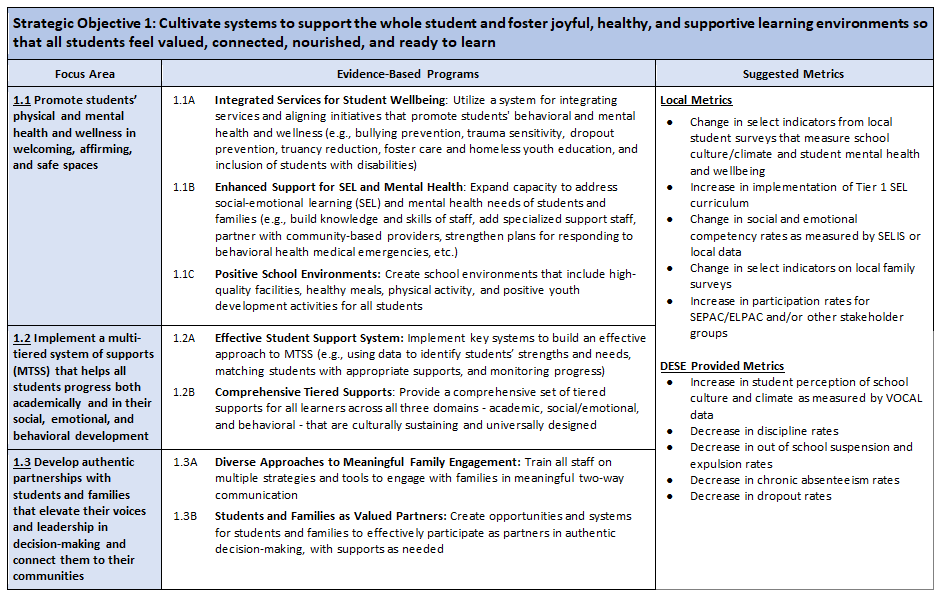 Strategic Objective 1: Cultivate systems to support the whole student and foster joyful, healthy, and supportive learning environments so
that all students feel valued, connected, nourished, and ready to learn
Focus Area
Evidence-Based Programs
Suggested Metrics
1.1 Promote students’
physical and mental
health and wellness in
welcoming, affirming,
and safe spaces
1.1A Integrated Services for Student Wellbeing: Utilize a system for integrating
services and aligning initiatives that promote students' behavioral and mental
health and wellness (e.g., bullying prevention, trauma sensitivity, dropout
prevention, truancy reduction, foster care and homeless youth education, and
inclusion of students with disabilities)
1.1B Enhanced Support for SEL and Mental Health: Expand capacity to address
social-emotional learning (SEL) and mental health needs of students and
families (e.g., build knowledge and skills of staff, add specialized support staff,
partner with community-based providers, strengthen plans for responding to
behavioral health medical emergencies, etc.)
1.1C Positive School Environments: Create school environments that include high-
quality facilities, healthy meals, physical activity, and positive youth
development activities for all students
1.2 Implement a multi-
tiered system of supports
(MTSS) that helps all
students progress both
academically and in their
social, emotional, and
behavioral development
1.2A Effective Student Support System: Implement key systems to build an effective
approach to MTSS (e.g., using data to identify students’ strengths and needs,
matching students with appropriate supports, and monitoring progress)
1.2B Comprehensive Tiered Supports: Provide a comprehensive set of tiered
supports for all learners across all three domains - academic, social/emotional,
and behavioral - that are culturally sustaining and universally designed
1.3 Develop authentic
partnerships with
students and families
that elevate their voices
and leadership in
decision-making and
connect them to their
communities
1.3A Diverse Approaches to Meaningful Family Engagement: Train all staff on
multiple strategies and tools to engage with families in meaningful two-way
communication
1.3B Students and Families as Valued Partners: Create opportunities and systems
for students and families to effectively participate as partners in authentic
decision-making, with supports as needed
Local Metrics
● Change in select indicators from local
student surveys that measure school
culture/climate and student mental health
and wellbeing
● Increase in implementation of Tier 1 SEL
curriculum
● Change in social and emotional
competency rates as measured by SELIS or
local data
● Change in select indicators on local family
surveys
● Increase in participation rates for
SEPAC/ELPAC and/or other stakeholder
groups
DESE Provided Metrics
● Increase in student perception of school
culture and climate as measured by VOCAL
data
● Decrease in discipline rates
● Decrease in out of school suspension and
expulsion rates
● Decrease in chronic absenteeism rates
● Decrease in dropout rates